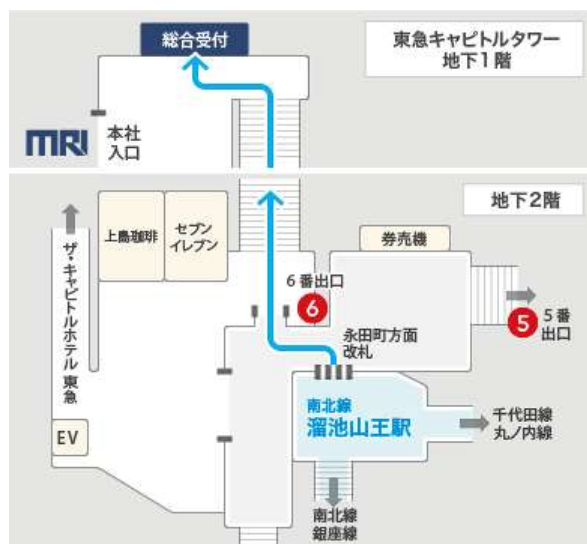 総合受付
東急キャピトルタワー
地下1階
MRI
本社
入口
地下2階
上島珈琲
セブン
イレブン
券売機
6番出口
6
5
5番
出口
ザ・キャピトルホテル 東急
永田町方面
改札
EV
南北線
溜池山王駅
千代田線
丸ノ内線
南北線
銀座線